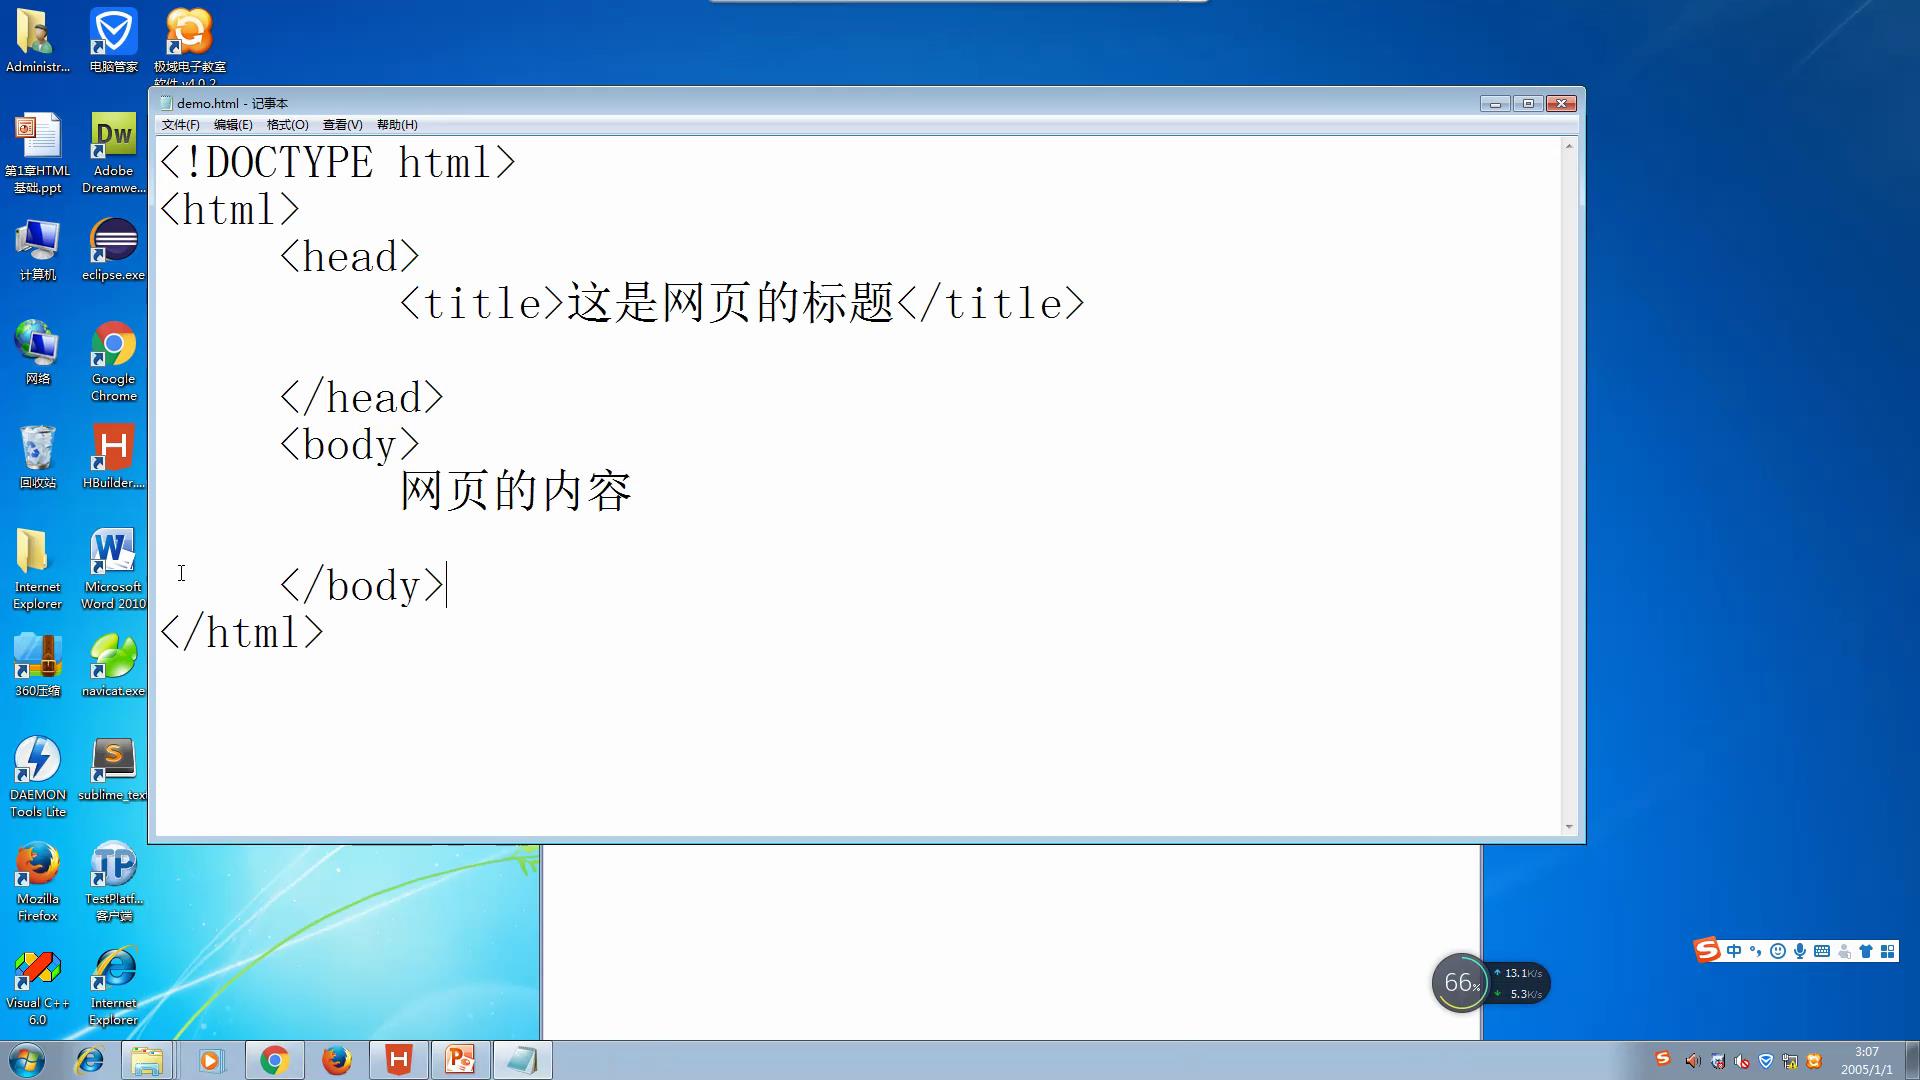 Administr...
电脑管家
极域电子教室
软件 v4.0 2
demo.html - 记事本
文件(F) 编辑(E) 格式(O) 查看(V) 帮助(H)
<!DOCTYPE html>
<html>
<head>
<title>这是网页的标题</title>
</head>
<body>
网页的内容
</body>
</html>
第1章HTML
基础.ppt
Dw
Adobe
Dreamwe...
计算机
eclipse.exe
网络
Google
Chrome
回收站
H
HBuilder....
Internet
Explorer
W
Microsoft
Word 2010
360压缩
navicat.exe
DAEMON
Tools Lite
S
sublime_text
Mozilla
Firefox
TP
TestPlatf...
客户端
Visual C++
6.0
Internet
Explorer
S 中
66%
13.1K/s
5.3K/s
H
P
S
3:07
2005/1/1